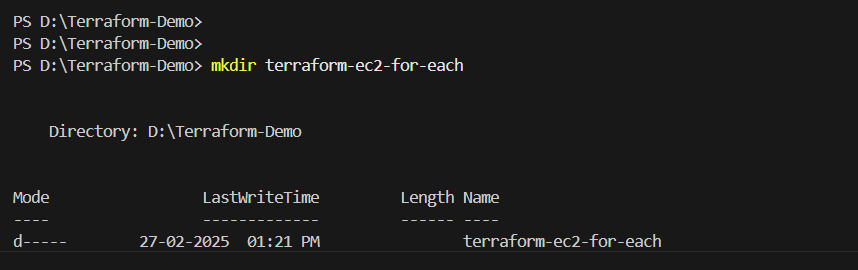 PS D:\Terraform-Demo>
PS D:\Terraform-Demo>
PS D:\Terraform-Demo> mkdir terraform-ec2-for-each
Directory: D:\Terraform-Demo
Mode LastWriteTime Length Name
---- ------------- ------ ----
d----- 27-02-2025 01:21 PM terraform-ec2-for-each